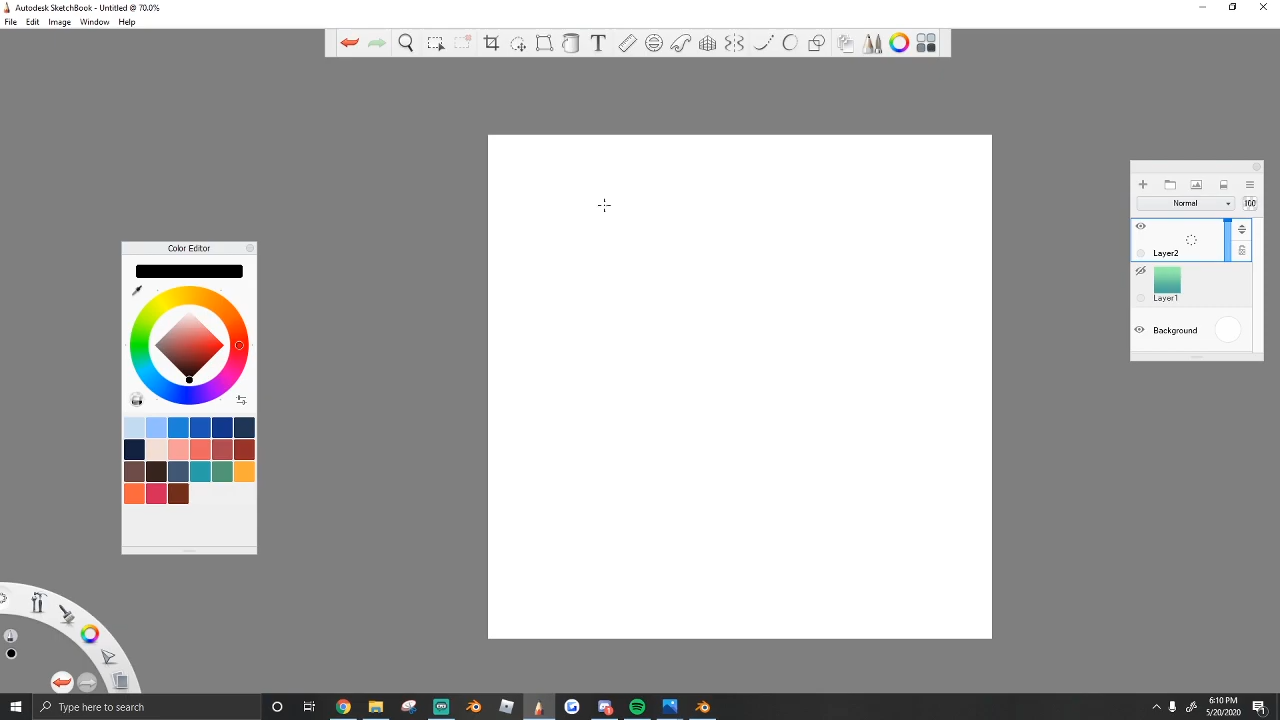 Autodesk SketchBook - Untitled @ 70.0%
File Edit Image Window Help
T
Normal 100
Layer2
Layer1
Background
Color Editor
Type here to search
6:10 PM
5/20/2020